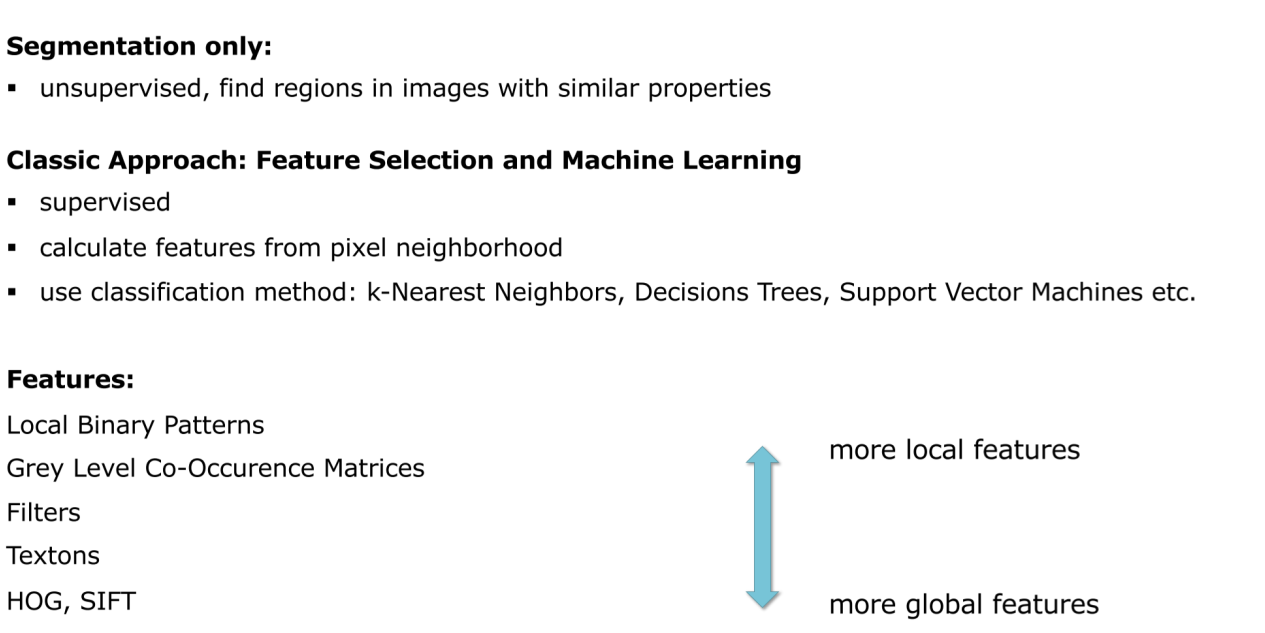 Segmentation only:
▪ unsupervised, find regions in images with similar properties
Classic Approach: Feature Selection and Machine Learning
▪ supervised
▪ calculate features from pixel neighborhood
▪ use classification method: k-Nearest Neighbors, Decisions Trees, Support Vector Machines etc.
Features:
Local Binary Patterns
Grey Level Co-Occurence Matrices
Filters
Textons
HOG, SIFT
more local features
more global features